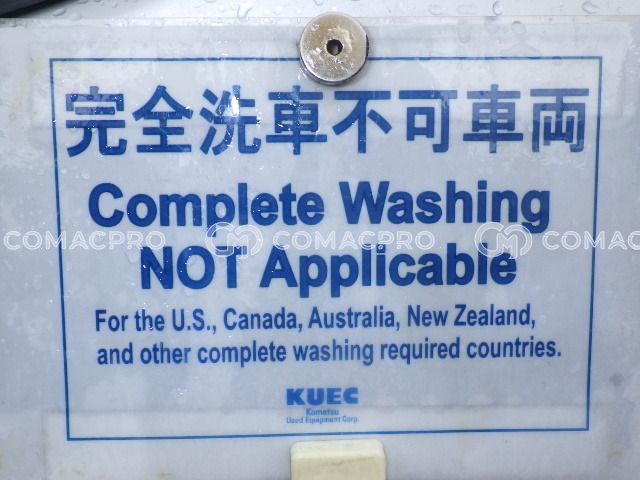 完全洗車不可車両
Complete Washing
COMACPRO COMACPRO COMACPRO
NOT Applicable
For the U.S., Canada, Australia, New Zealand,
and other complete washing required countries.
KUEC
Komatsu
Used Equipment Corp.